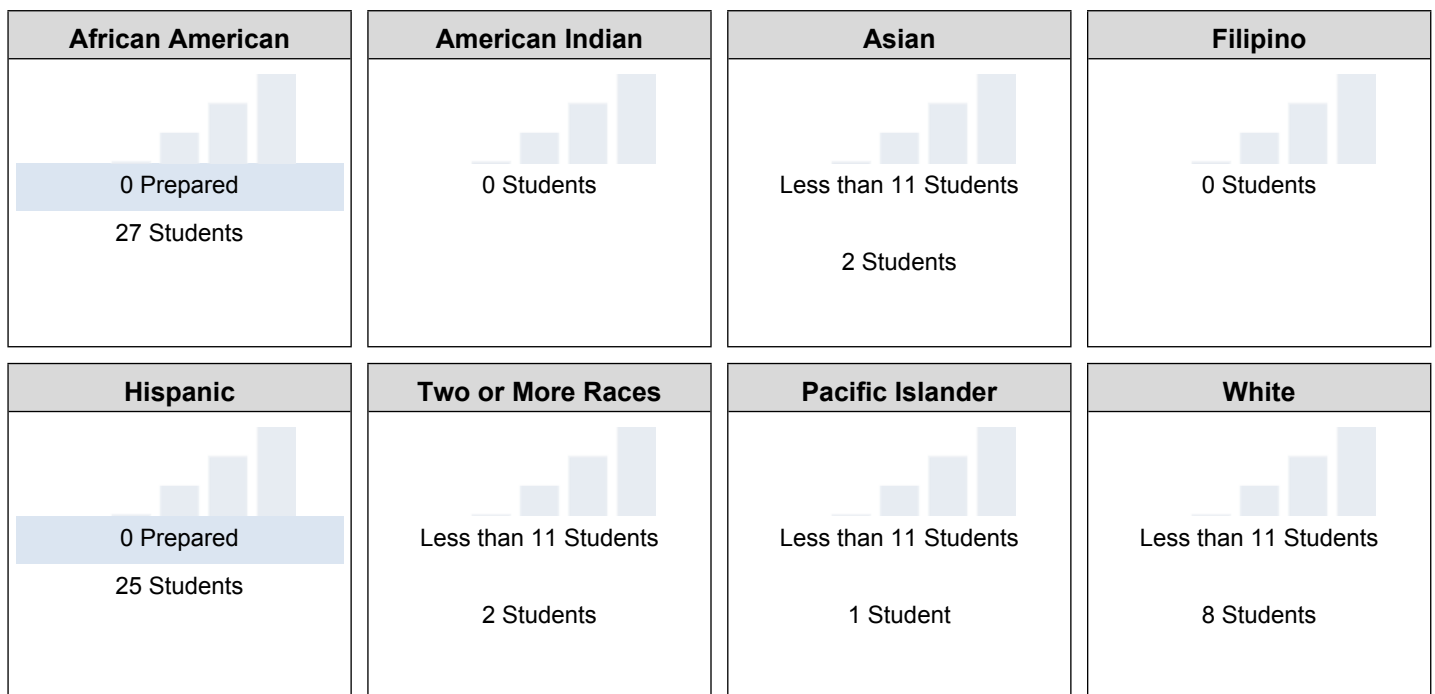 African American
0 Prepared
27 Students
American Indian
0 Students
Asian
Less than 11 Students
2 Students
Filipino
0 Students
Hispanic
0 Prepared
25 Students
Two or More Races
Less than 11 Students
2 Students
Pacific Islander
Less than 11 Students
1 Student
White
Less than 11 Students
8 Students